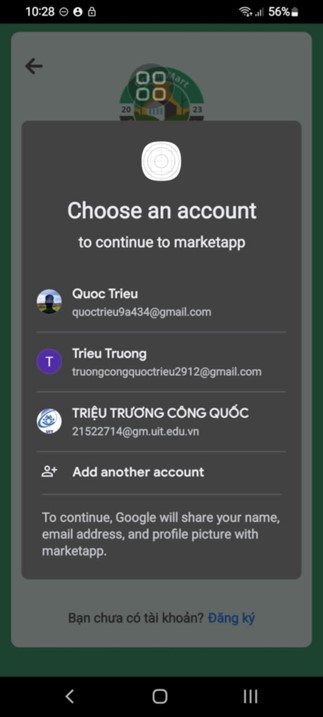 10:28
56%
Mart
20 23
Choose an account
to continue to marketapp
Quoc Trieu
quoctrieu9a434@gmail.com
T
Trieu Truong
truongcongquoctrieu2912@gmail.com
TRIỆU TRƯƠNG CÔNG QUỐC
21522714@gm.uit.edu.vn
Add another account
To continue, Google will share your name,
email address, and profile picture with
marketapp.
Bạn chưa có tài khoản? Đăng ký